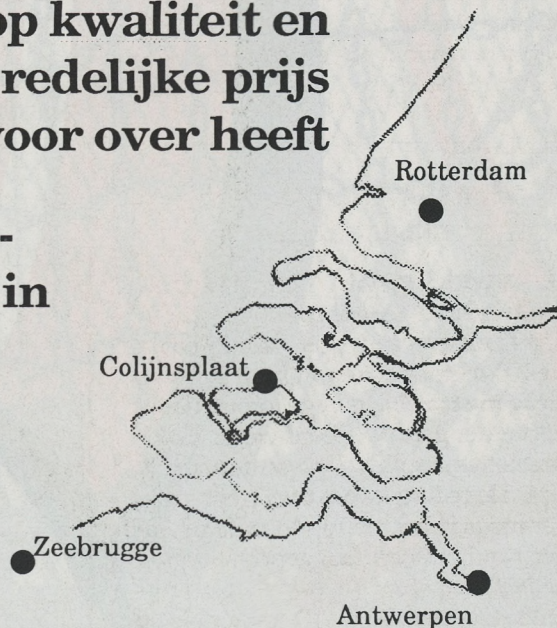 op kwaliteit en
redelijke prijs
voor over heeft
-
in
Rotterdam
Colijnsplaat
Zeebrugge
Antwerpen